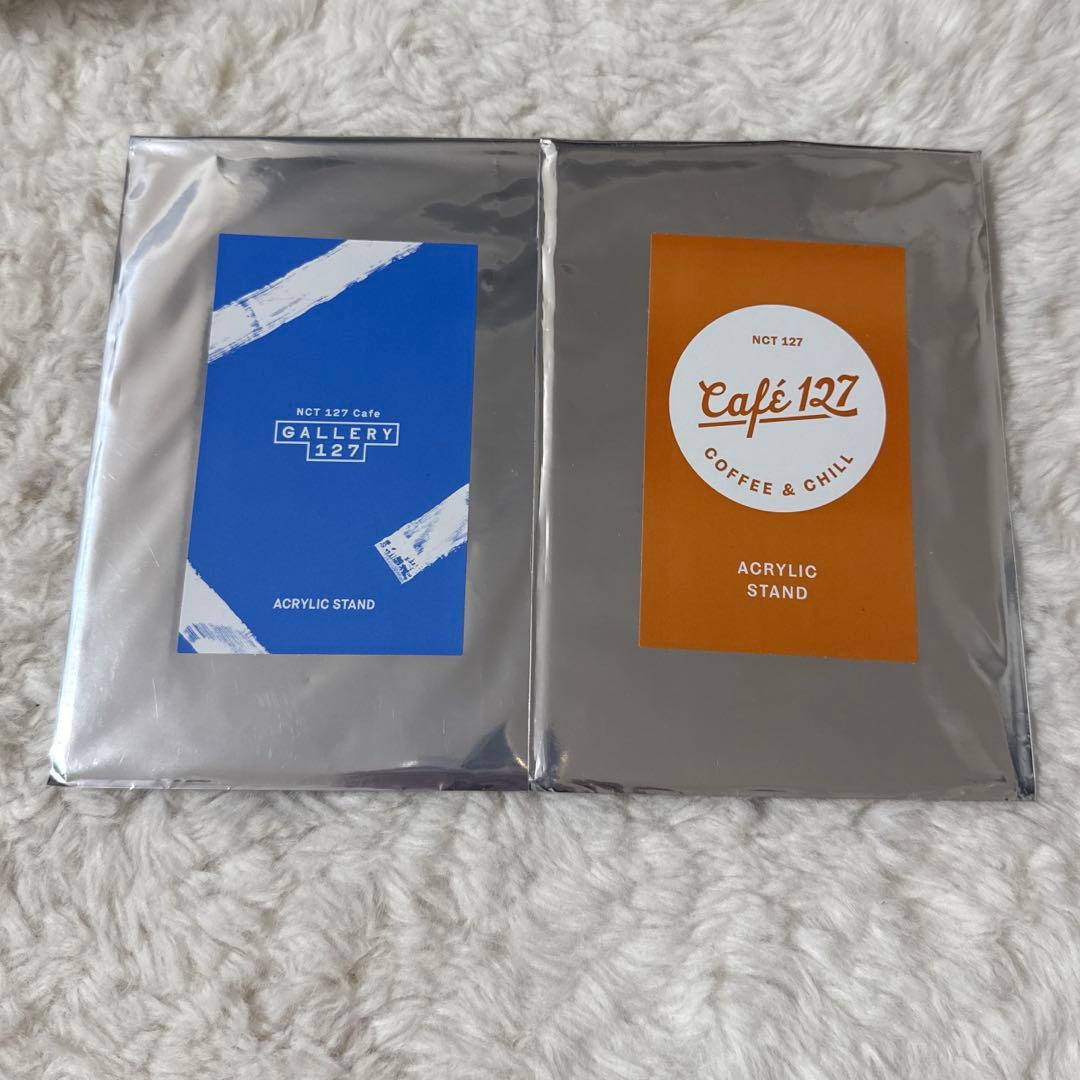 NCT 127 Cafe
GALLERY
127
ACRYLIC STAND
NCT 127
Café 127
COFFEE & CHILL
ACRYLIC
STAND